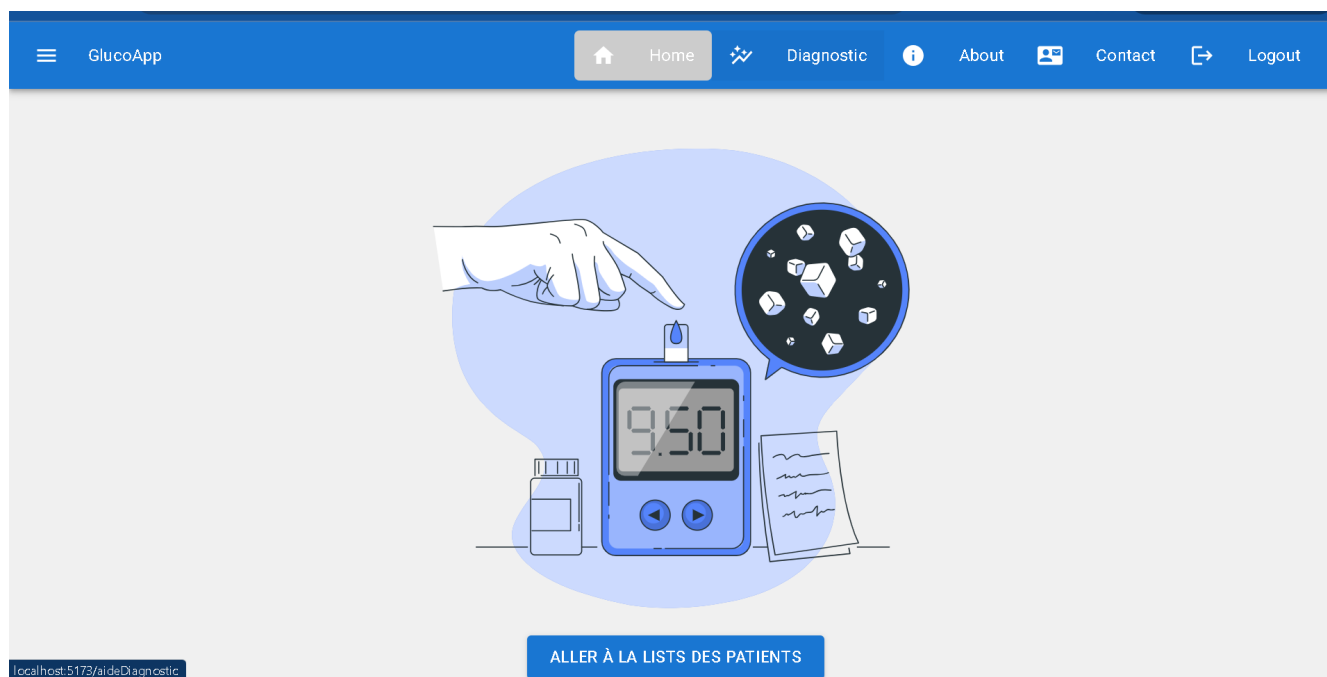 GlucoApp Home Diagnostic About Contact Logout
9.50
ALLER À LA LISTS DES PATIENTS
localhost:5173/aideDiagnostic